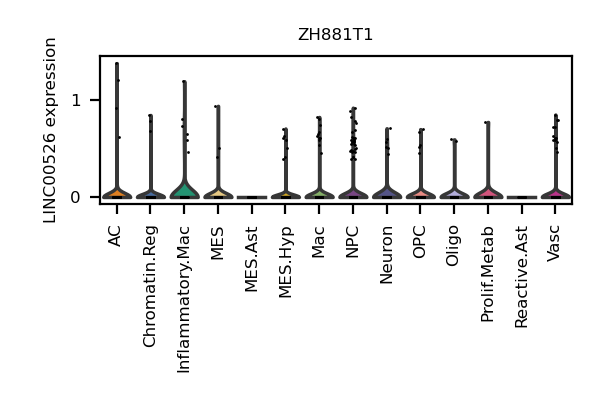 ZH881T1
LINC00526 expression
1
0
AC
Chromatin.Reg
Inflammatory.Mac
MES
MES.Ast
MES.Hyp
Mac
NPC
Neuron
OPC
Oligo
Prolif.Metab
Reactive.Ast
Vasc